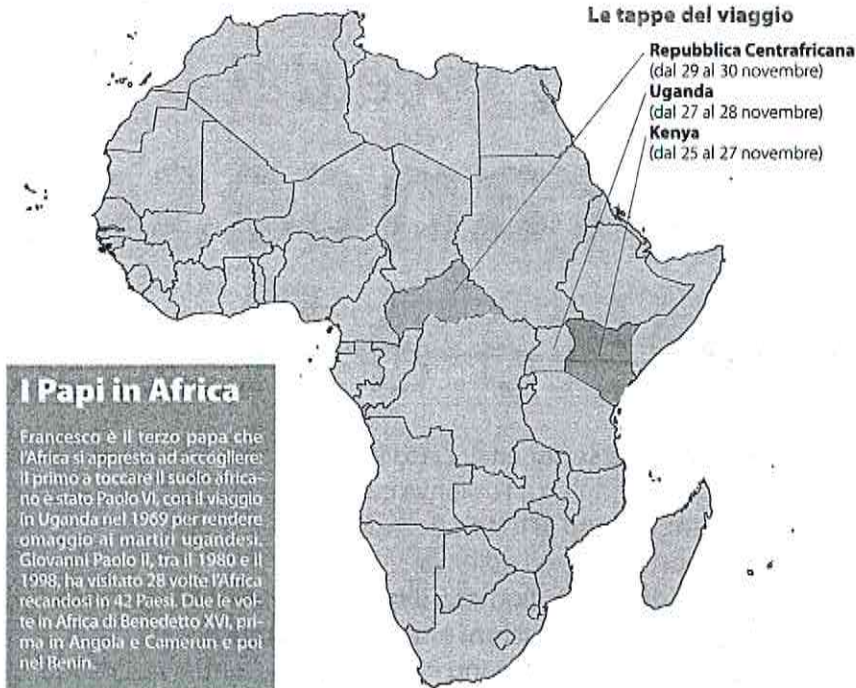 Le tappe del viaggio
Repubblica Centrafricana
(dal 29 al 30 novembre)
Uganda
(dal 27 al 28 novembre)
Kenya
(dal 25 al 27 novembre)
I Papi in Africa
Francesco è il terzo papa che
l'Africa si appresta ad accogliere:
il primo a toccare il suolo africa-
no è stato Paolo VI, con il viaggio
in Uganda nel 1969 per rendere
omaggio ai martiri ugandesi.
Giovanni Paolo II, tra il 1980 e il
1998, ha visitato 28 volte l'Africa
recandosi in 42 Paesi. Due le vol-
te in Africa di Benedetto XVI, pri-
ma in Angola e Camerun e poi
nel Benin.